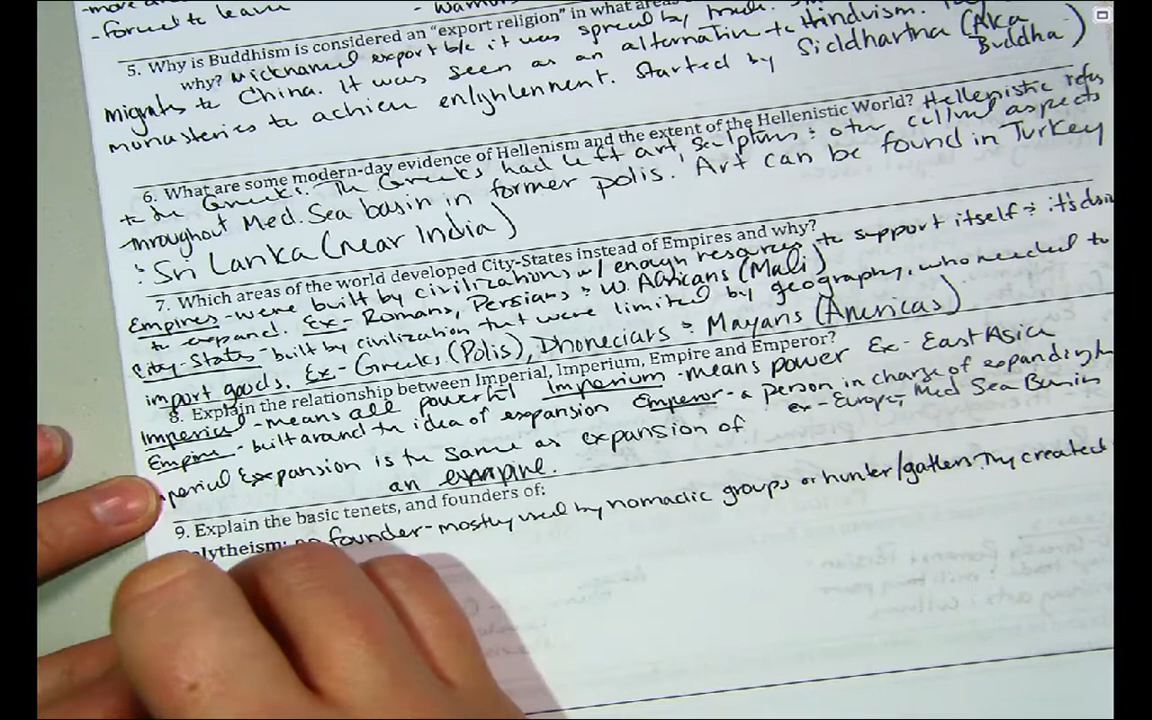 -more and
-forced to learn
- Warrior
5. Why is Buddhism is considered an "export religion" in what areas
why? Nicknamed export b/c it was spread by trade.
migrates to China. It was seen as an alternative to Hinduism.
monasteries to achieve enlyhlennent. Started by Siddhartha (Aka Buddha)
6. What are some modern-day evidence of Hellenism and the extent of the Hellenistic World? Hellenistic refers
to the Greeks. The Greeks had left art, sculptures & other cultural aspects
throughout Med. Sea basin in former polis. Art can be found in Turkey
& Sri Lanka (near India)
7. Which areas of the world developed City-States instead of Empires and why?
Empires - were built by civilizations w/ enough resources to support itself & it's desire
to expand. Ex- Romans, Persians & W. Africans (Mali)
City-States - built by civilization that were limited by geography, who needed to
import goods. Ex- Greeks (Polis), Phoneciars & Mayans (Americas)
8. Explain the relationship between Imperial, Imperium, Empire and Emperor?
Imperial - means all powerful Imperium - means power Ex- East Asia
Empire - built around the idea of expansion Emperor - a person in charge of expanding
ex- Europe, Med Sea Basin
Imperial Expansion is the same as expansion of
an empire.
9. Explain the basic tenets, and founders of:
Polytheism: no founder - mostly used by nomadic groups or hunter/gathers. They created